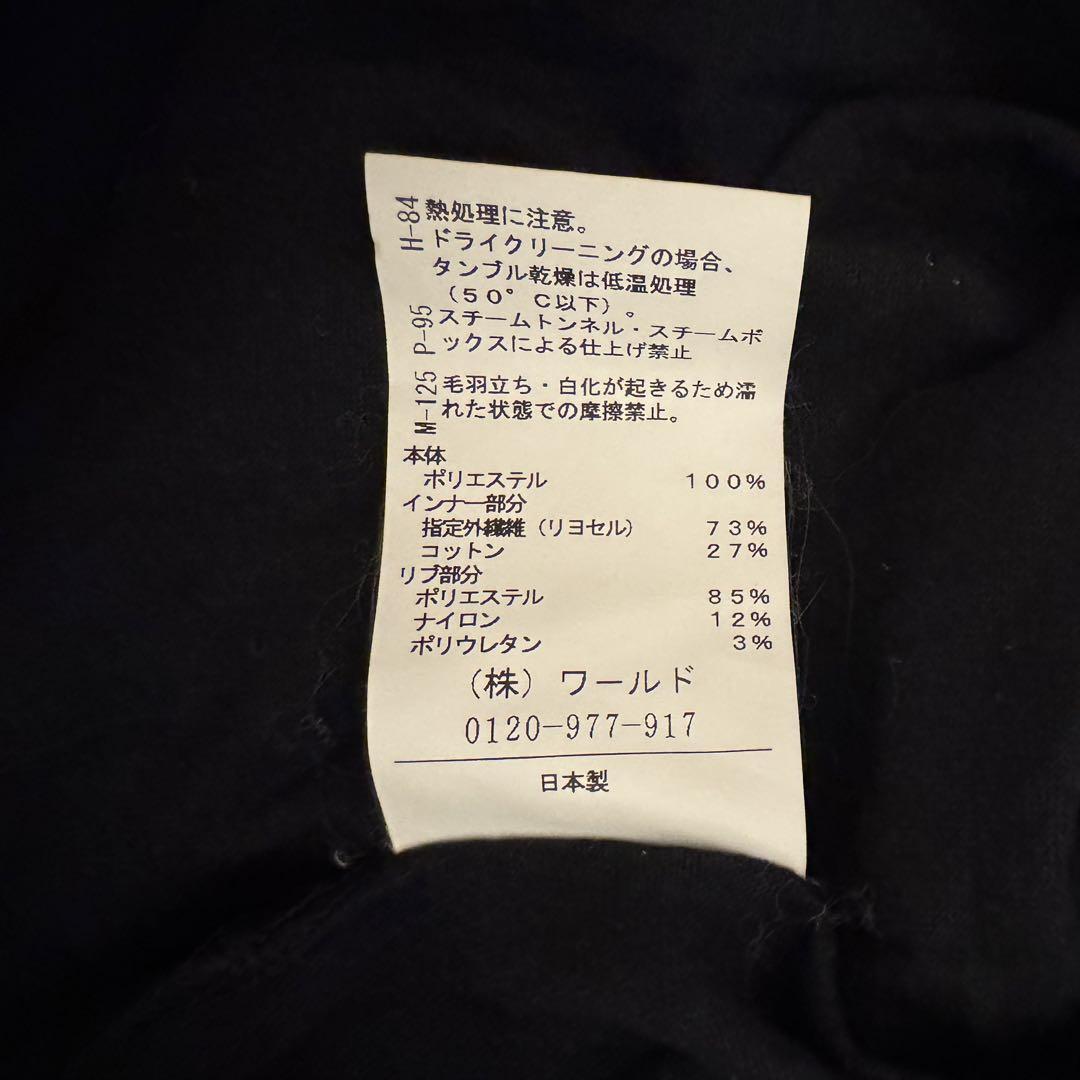 H-84 熱処理に注意。
ドライクリーニングの場合、
タンブル乾燥は低温処理
（５０°Ｃ以下）。
P-95 スチームトンネル・スチームボ
ックスによる仕上げ禁止
M-125 毛羽立ち・白化が起きるため濡
れた状態での摩擦禁止。
本体
ポリエステル １００％
インナー部分
指定外繊維（リヨセル） ７３％
コットン ２７％
リブ部分
ポリエステル ８５％
ナイロン １２％
ポリウレタン ３％
（株）ワールド
0120-977-917
日本製